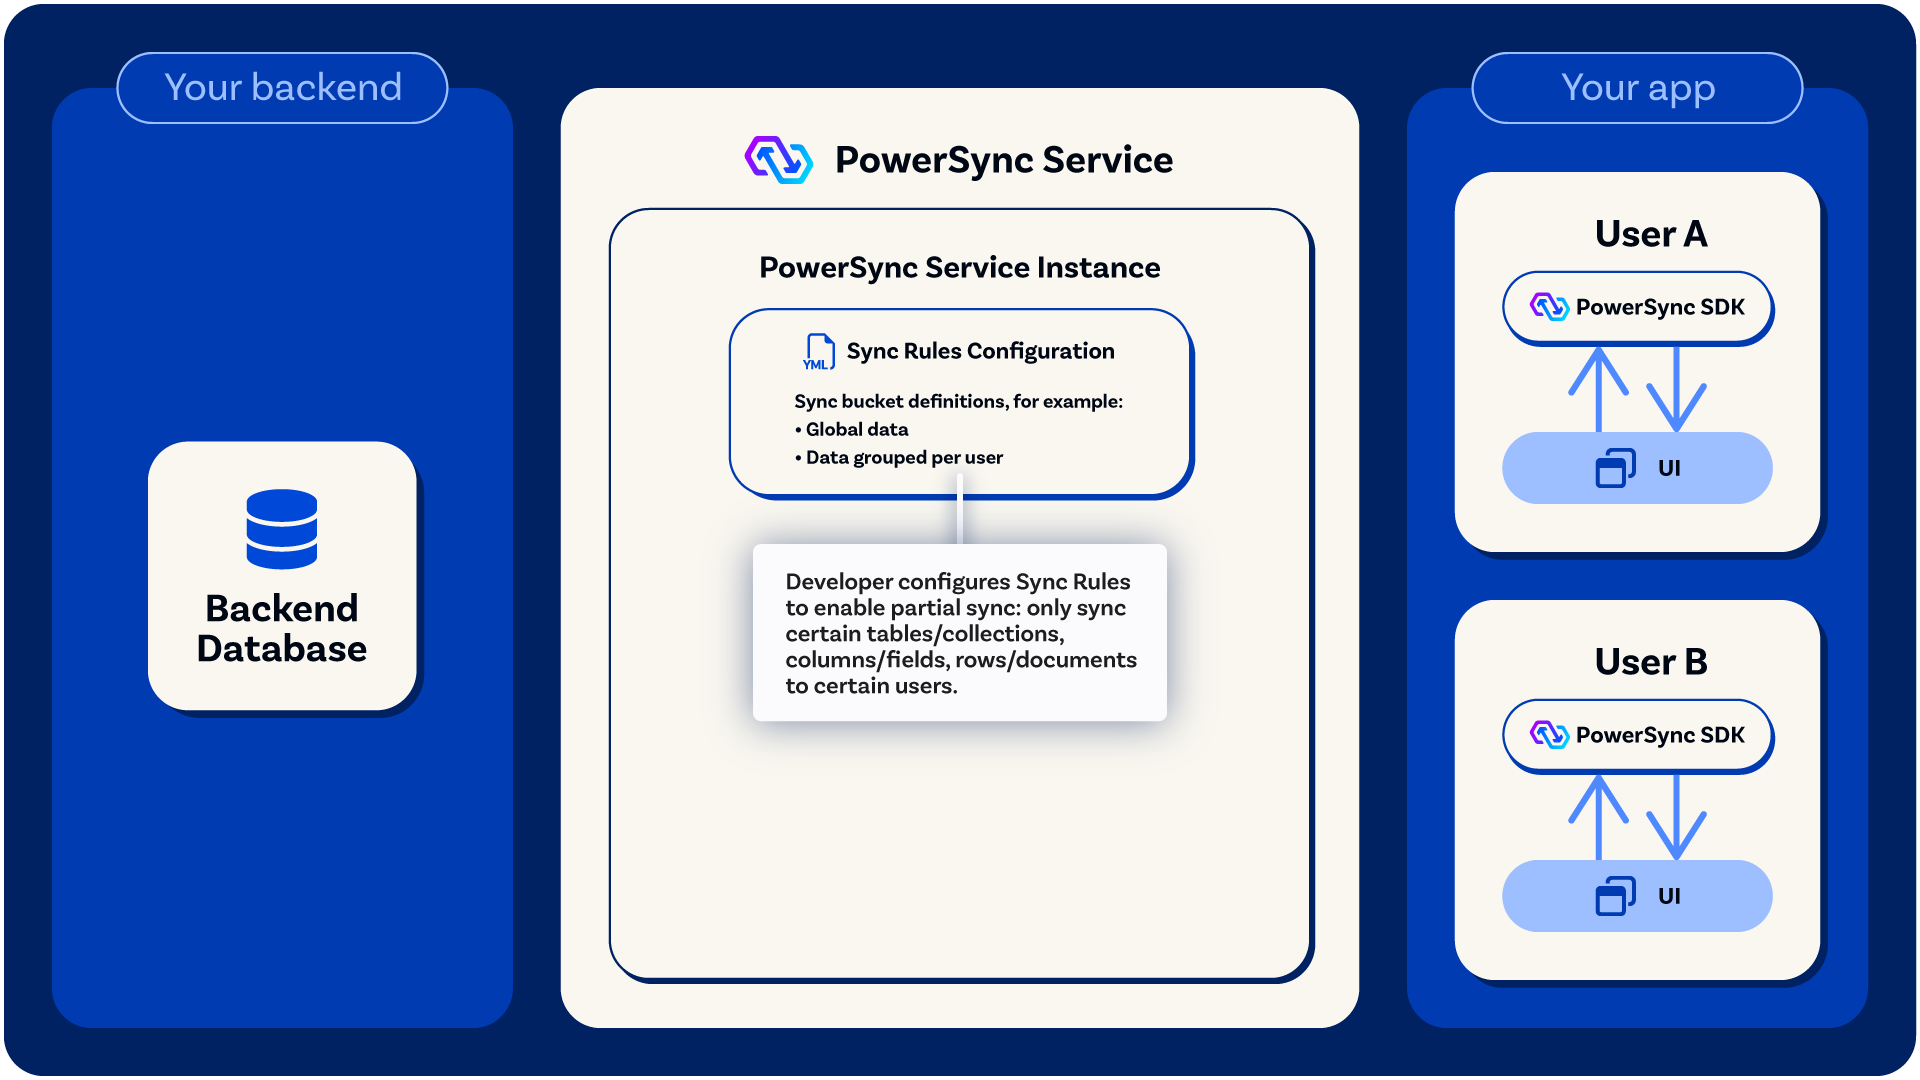 Your backend
Backend
Database
PowerSync Service
PowerSync Service Instance
YML
Sync Rules Configuration
Sync bucket definitions, for example:
• Global data
• Data grouped per user
Developer configures Sync Rules
to enable partial sync: only sync
certain tables/collections,
columns/fields, rows/documents
to certain users.
Your app
User A
PowerSync SDK
UI
User B
PowerSync SDK
UI